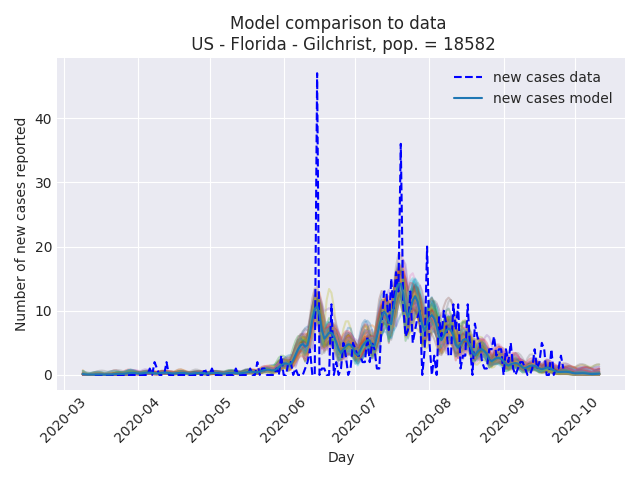 Model comparison to data
US - Florida - Gilchrist, pop. = 18582
new cases data
new cases model
Number of new cases reported
40
30
20
10
0
2020-03
2020-04
2020-05
2020-06
2020-07
2020-08
2020-09
2020-10
Day